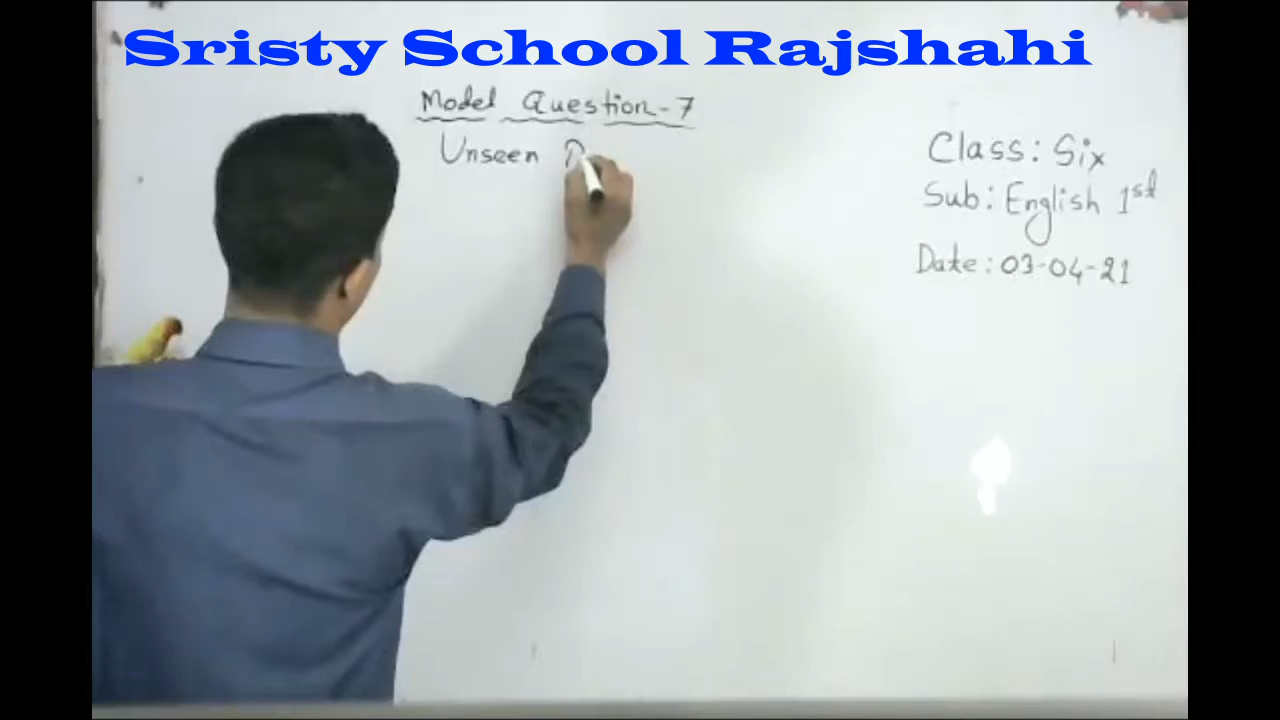 Sristy School Rajshahi
Model Question-7
Unseen P
Class: Six
Sub: English 1st
Date: 03-04-21